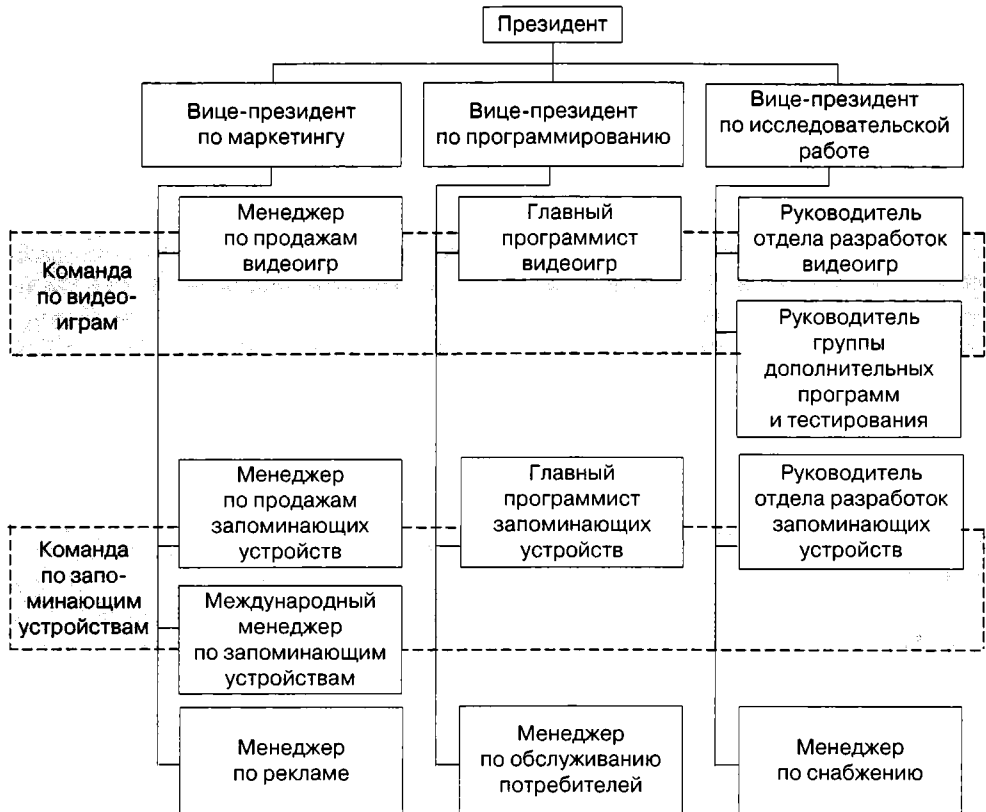 Президент
Вице-президент
по маркетингу
Вице-президент
по программированию
Вице-президент
по исследовательской
работе
Команда
по видео-
играм
Менеджер
по продажам
видеоигр
Главный
программист
видеоигр
Руководитель
отдела разработок
видеоигр
Руководитель
группы
дополнительных
программ
и тестирования
Команда
по запо-
минающим
устройствам
Менеджер
по продажам
запоминающих
устройств
Главный
программист
запоминающих
устройств
Руководитель
отдела разработок
запоминающих
устройств
Международный
менеджер
по запоминающим
устройствам
Менеджер
по рекламе
Менеджер
по обслуживанию
потребителей
Менеджер
по снабжению